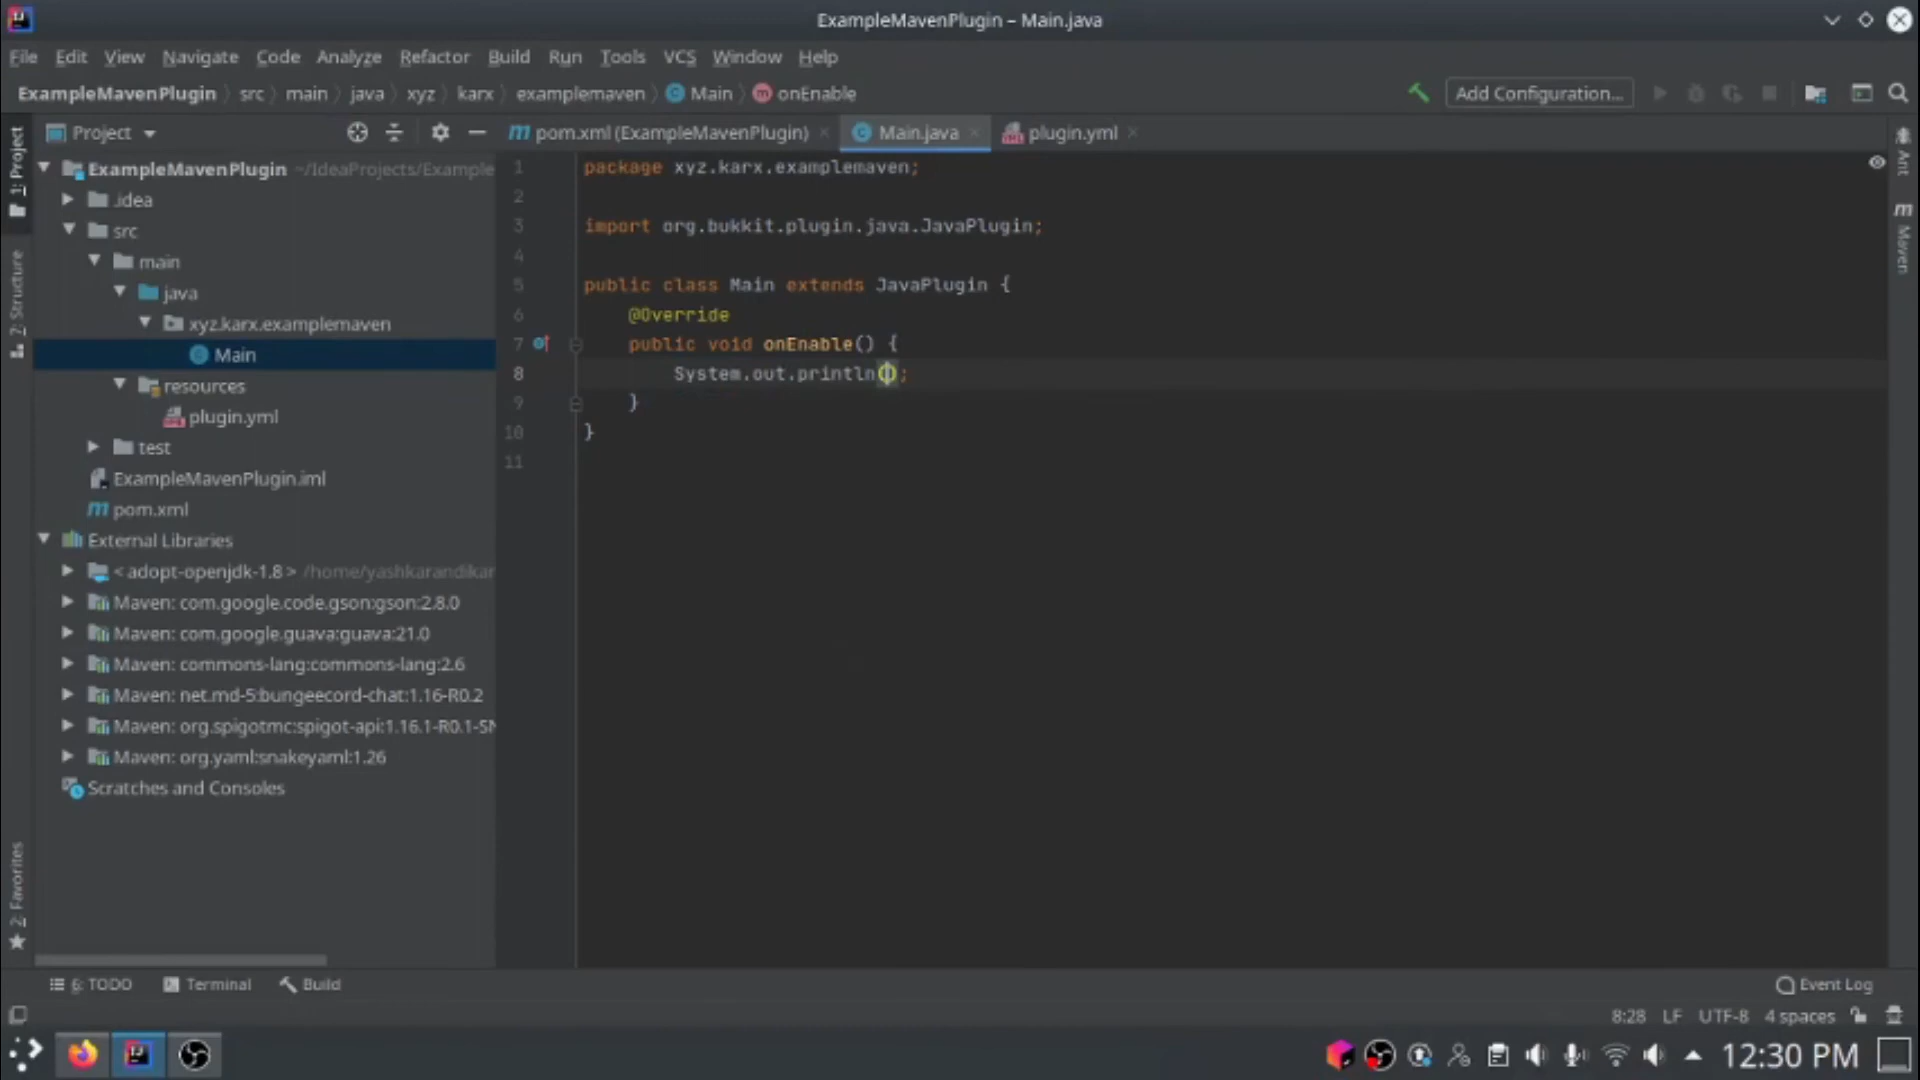 ExampleMavenPlugin – Main.java
File Edit View Navigate Code Analyze Refactor Build Run Tools VCS Window Help
ExampleMavenPlugin src main java xyz karx examplemaven Main onEnable Add Configuration...
Project
pom.xml (ExampleMavenPlugin) Main.java plugin.yml
1: Project
2: Structure
2: Favorites
Ant
Maven
ExampleMavenPlugin ~/IdeaProjects/Example
.idea
src
main
java
xyz.karx.examplemaven
Main
resources
plugin.yml
test
ExampleMavenPlugin.iml
pom.xml
External Libraries
< adopt-openjdk-1.8 > /home/yashkarandikar
Maven: com.google.code.gson:gson:2.8.0
Maven: com.google.guava:guava:21.0
Maven: commons-lang:commons-lang:2.6
Maven: net.md-5:bungeecord-chat:1.16-R0.2
Maven: org.spigotmc:spigot-api:1.16.1-R0.1-SN
Maven: org.yaml:snakeyaml:1.26
Scratches and Consoles
1 package xyz.karx.examplemaven;
2
3 import org.bukkit.plugin.java.JavaPlugin;
4
5 public class Main extends JavaPlugin {
6 @Override
7 public void onEnable() {
8 System.out.println();
9 }
10 }
11
6: TODO Terminal Build Event Log
8:28 LF UTF-8 4 spaces
12:30 PM